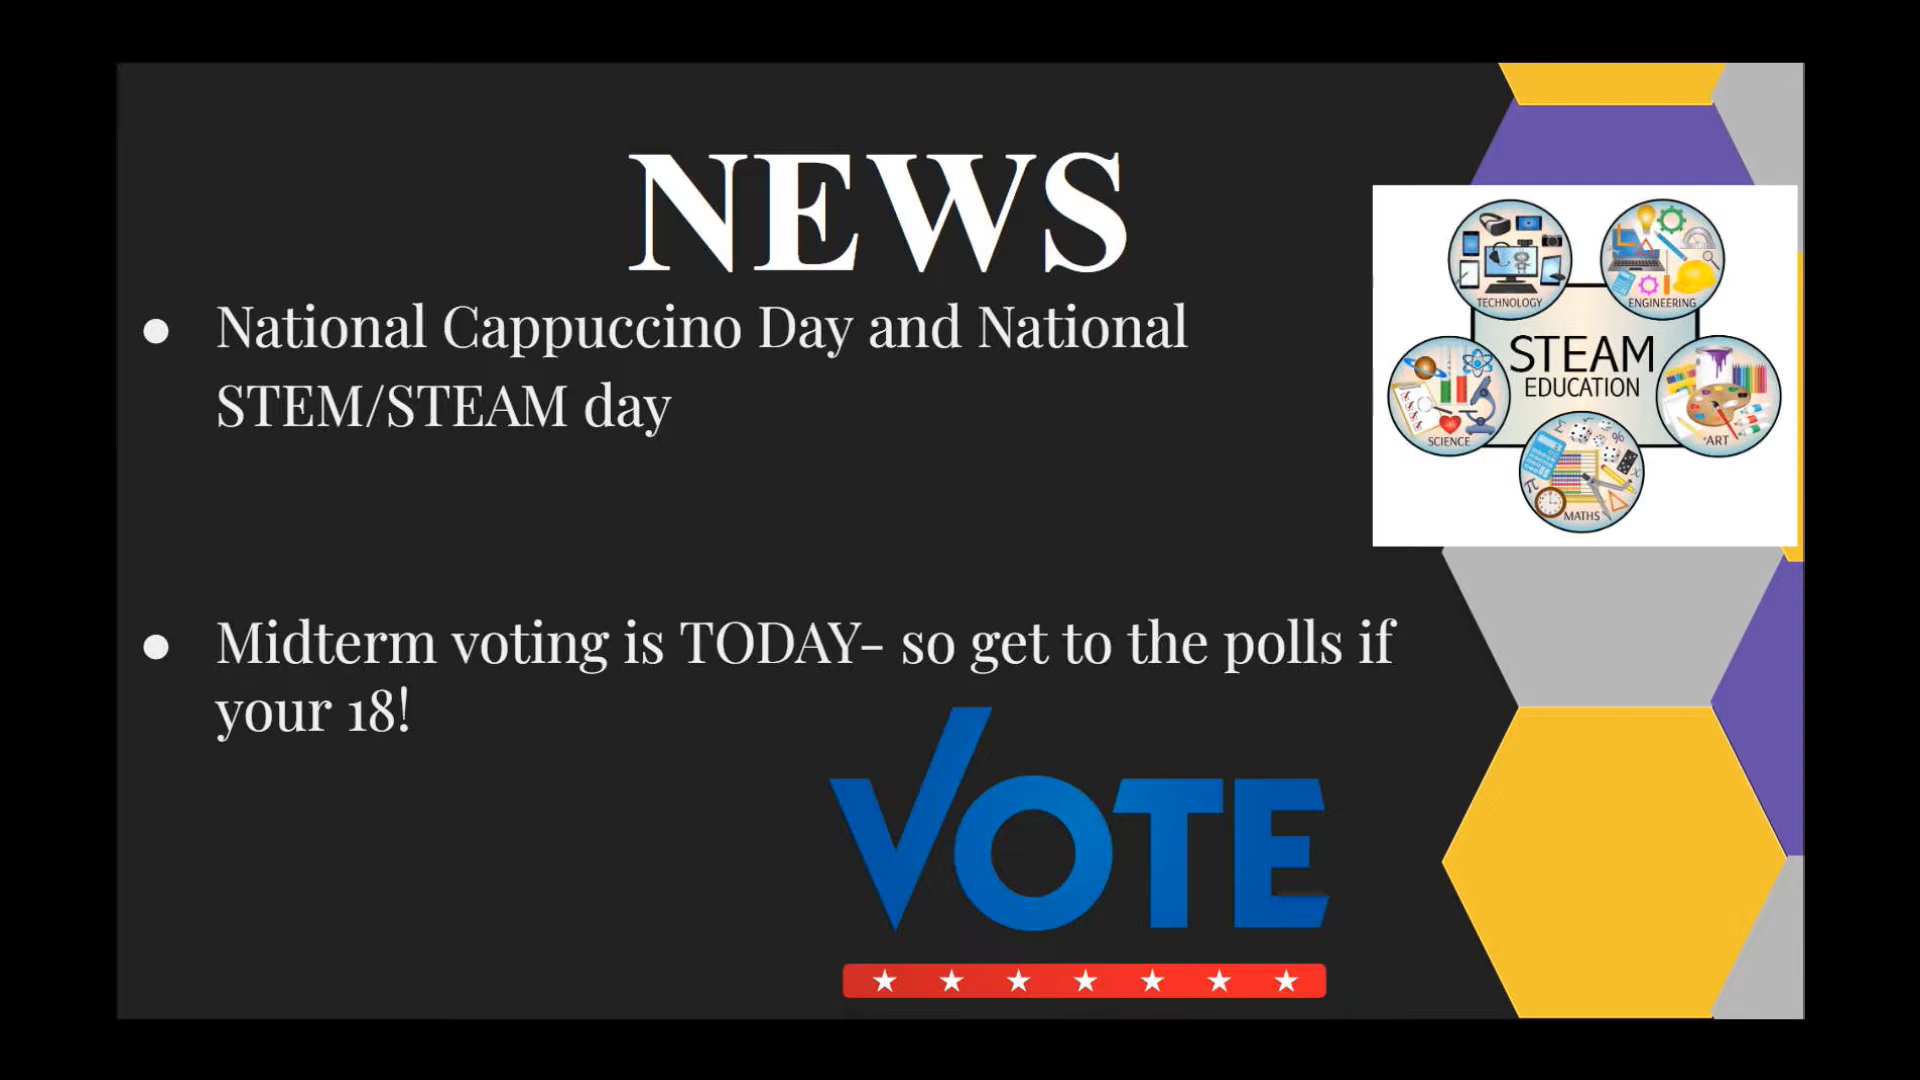 NEWS
● National Cappuccino Day and National
STEM/STEAM day
● Midterm voting is TODAY- so get to the polls if
your 18!
TECHNOLOGY
ENGINEERING
STEAM
EDUCATION
SCIENCE
ART
MATHS
VOTE